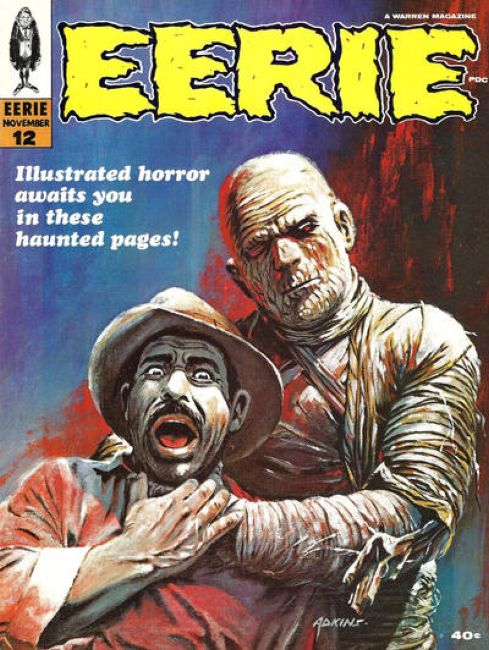 A WARREN MAGAZINE
EERIE
PDC
EERIE
NOVEMBER
12
Illustrated horror
awaits you
in these
haunted pages!
ADKINS-
40¢